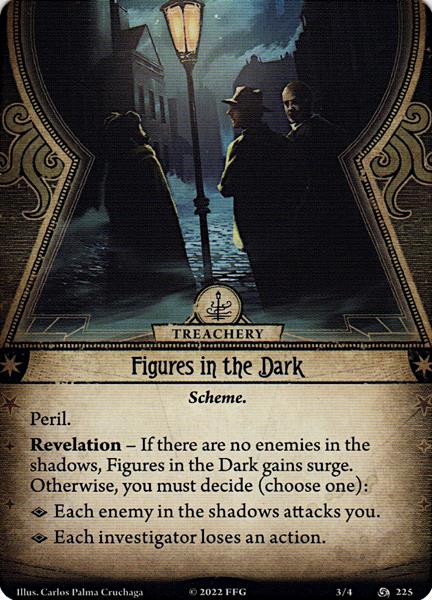 TREACHERY
Figures in the Dark
Scheme.
Peril.
Revelation – If there are no enemies in the
shadows, Figures in the Dark gains surge.
Otherwise, you must decide (choose one):
Each enemy in the shadows attacks you.
Each investigator loses an action.
Illus. Carlos Palma Cruchaga © 2022 FFG 3/4 225